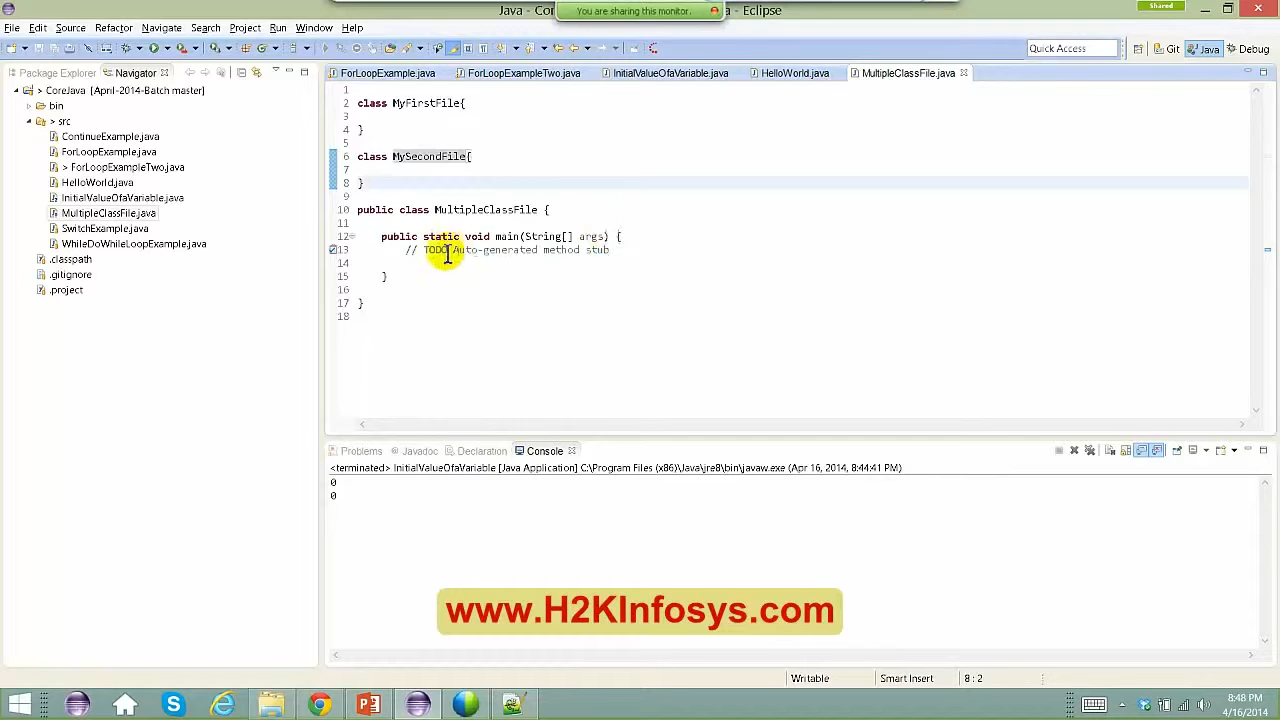 Java - Cor
You are sharing this monitor.
a - Eclipse
Shared
File Edit Source Refactor Navigate Search Project Run Window Help
Quick Access
Git
Java
Debug
Package Explorer
Navigator
ForLoopExample.java
ForLoopExampleTwo.java
InitialValueOfaVariable.java
HelloWorld.java
MultipleClassFile.java
> CoreJava [April-2014-Batch master]
bin
> src
ContinueExample.java
ForLoopExample.java
> ForLoopExampleTwo.java
HelloWorld.java
InitialValueOfaVariable.java
MultipleClassFile.java
SwitchExample.java
WhileDoWhileLoopExample.java
.classpath
.gitignore
.project
1
2 class MyFirstFile{
3
4 }
5
6 class MySecondFile{
7
8 }
9
10 public class MultipleClassFile {
11
12 public static void main(String[] args) {
13 // TODO Auto-generated method stub
14
15 }
16
17 }
18
Problems @ Javadoc Declaration Console
<terminated> InitialValueOfaVariable [Java Application] C:\Program Files (x86)\Java\jre8\bin\javaw.exe (Apr 16, 2014, 8:44:41 PM)
0
0
www.H2KInfosys.com
Writable
Smart Insert
8 : 2
8:48 PM
4/16/2014